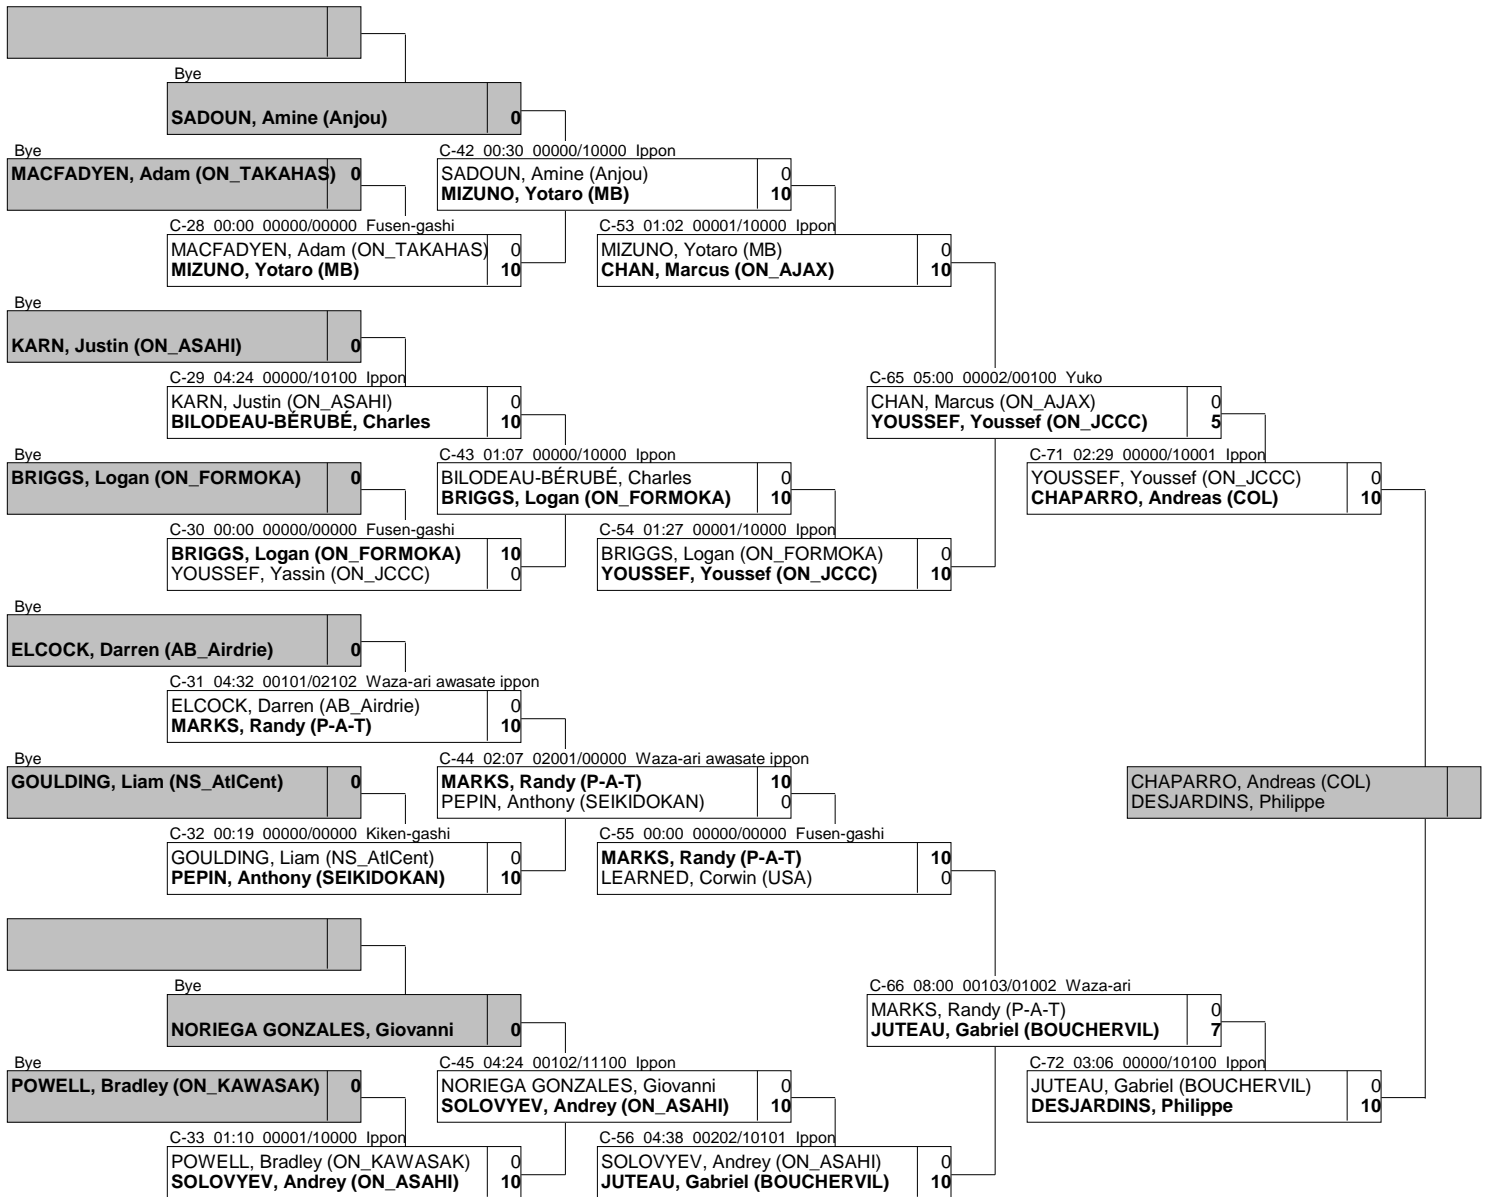 Bye
SADOUN, Amine (Anjou) 0
Bye
MACFADYEN, Adam (ON_TAKAHAS) 0
C-42 00:30 00000/10000 Ippon
SADOUN, Amine (Anjou) 0
MIZUNO, Yotaro (MB) 10
C-28 00:00 00000/00000 Fusen-gashi
MACFADYEN, Adam (ON_TAKAHAS) 0
MIZUNO, Yotaro (MB) 10
C-53 01:02 00001/10000 Ippon
MIZUNO, Yotaro (MB) 0
CHAN, Marcus (ON_AJAX) 10
Bye
KARN, Justin (ON_ASAHI) 0
C-29 04:24 00000/10100 Ippon
KARN, Justin (ON_ASAHI) 0
BILODEAU-BÉRUBÉ, Charles 10
C-65 05:00 00002/00100 Yuko
CHAN, Marcus (ON_AJAX) 0
YOUSSEF, Youssef (ON_JCCC) 5
Bye
BRIGGS, Logan (ON_FORMOKA) 0
C-43 01:07 00000/10000 Ippon
BILODEAU-BÉRUBÉ, Charles 0
BRIGGS, Logan (ON_FORMOKA) 10
C-71 02:29 00000/10001 Ippon
YOUSSEF, Youssef (ON_JCCC) 0
CHAPARRO, Andreas (COL) 10
C-30 00:00 00000/00000 Fusen-gashi
BRIGGS, Logan (ON_FORMOKA) 10
YOUSSEF, Yassin (ON_JCCC) 0
C-54 01:27 00001/10000 Ippon
BRIGGS, Logan (ON_FORMOKA) 0
YOUSSEF, Youssef (ON_JCCC) 10
Bye
ELCOCK, Darren (AB_Airdrie) 0
C-31 04:32 00101/02102 Waza-ari awasate ippon
ELCOCK, Darren (AB_Airdrie) 0
MARKS, Randy (P-A-T) 10
Bye
GOULDING, Liam (NS_AtlCent) 0
C-44 02:07 02001/00000 Waza-ari awasate ippon
MARKS, Randy (P-A-T) 10
PEPIN, Anthony (SEIKIDOKAN) 0
CHAPARRO, Andreas (COL)
DESJARDINS, Philippe
C-32 00:19 00000/00000 Kiken-gashi
GOULDING, Liam (NS_AtlCent) 0
PEPIN, Anthony (SEIKIDOKAN) 10
C-55 00:00 00000/00000 Fusen-gashi
MARKS, Randy (P-A-T) 10
LEARNED, Corwin (USA) 0
Bye
NORIEGA GONZALES, Giovanni 0
C-66 08:00 00103/01002 Waza-ari
MARKS, Randy (P-A-T) 0
JUTEAU, Gabriel (BOUCHERVIL) 7
Bye
POWELL, Bradley (ON_KAWASAK) 0
C-45 04:24 00102/11100 Ippon
NORIEGA GONZALES, Giovanni 0
SOLOVYEV, Andrey (ON_ASAHI) 10
C-72 03:06 00000/10100 Ippon
JUTEAU, Gabriel (BOUCHERVIL) 0
DESJARDINS, Philippe 10
C-33 01:10 00001/10000 Ippon
POWELL, Bradley (ON_KAWASAK) 0
SOLOVYEV, Andrey (ON_ASAHI) 10
C-56 04:38 00202/10101 Ippon
SOLOVYEV, Andrey (ON_ASAHI) 0
JUTEAU, Gabriel (BOUCHERVIL) 10